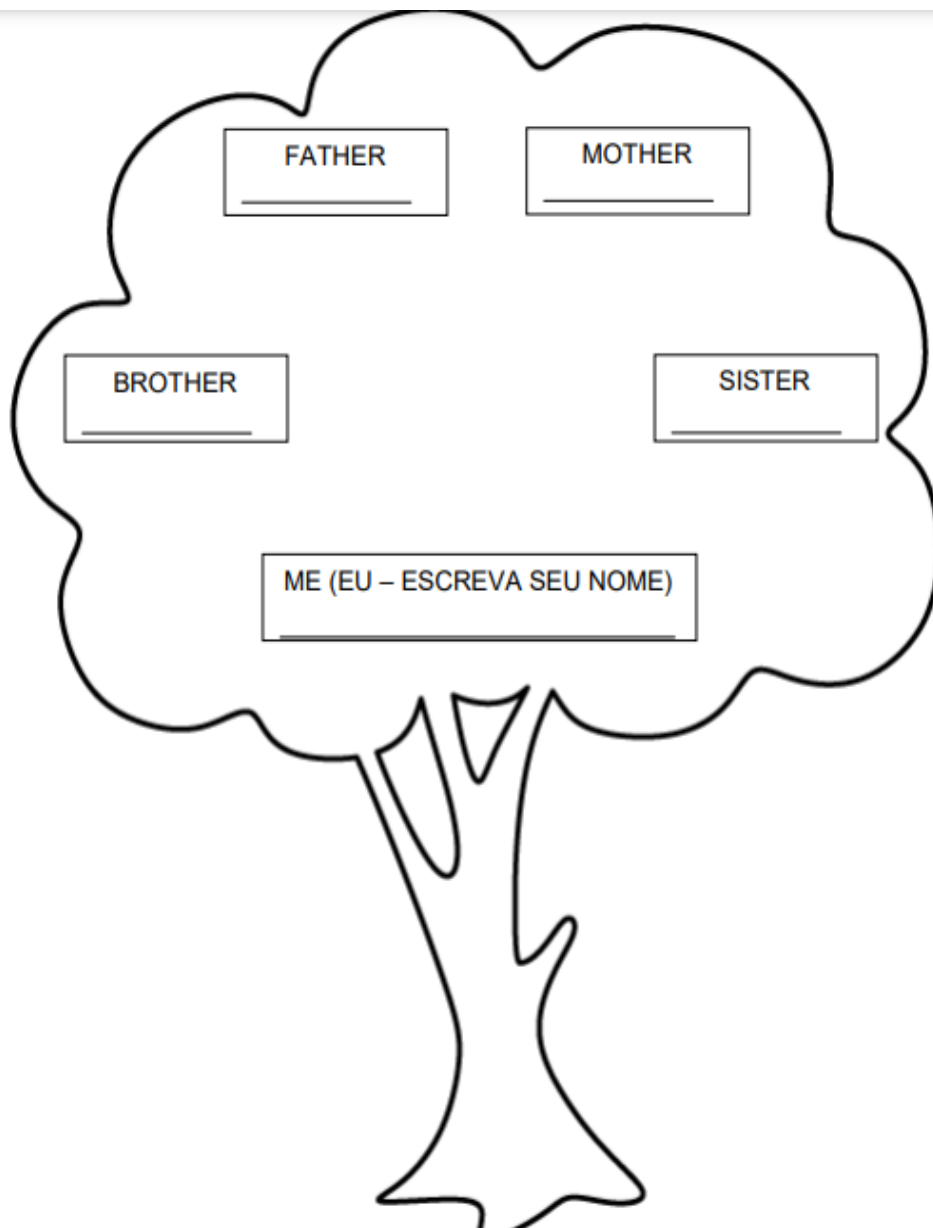 FATHER
MOTHER
BROTHER
SISTER
ME (EU – ESCREVA SEU NOME)